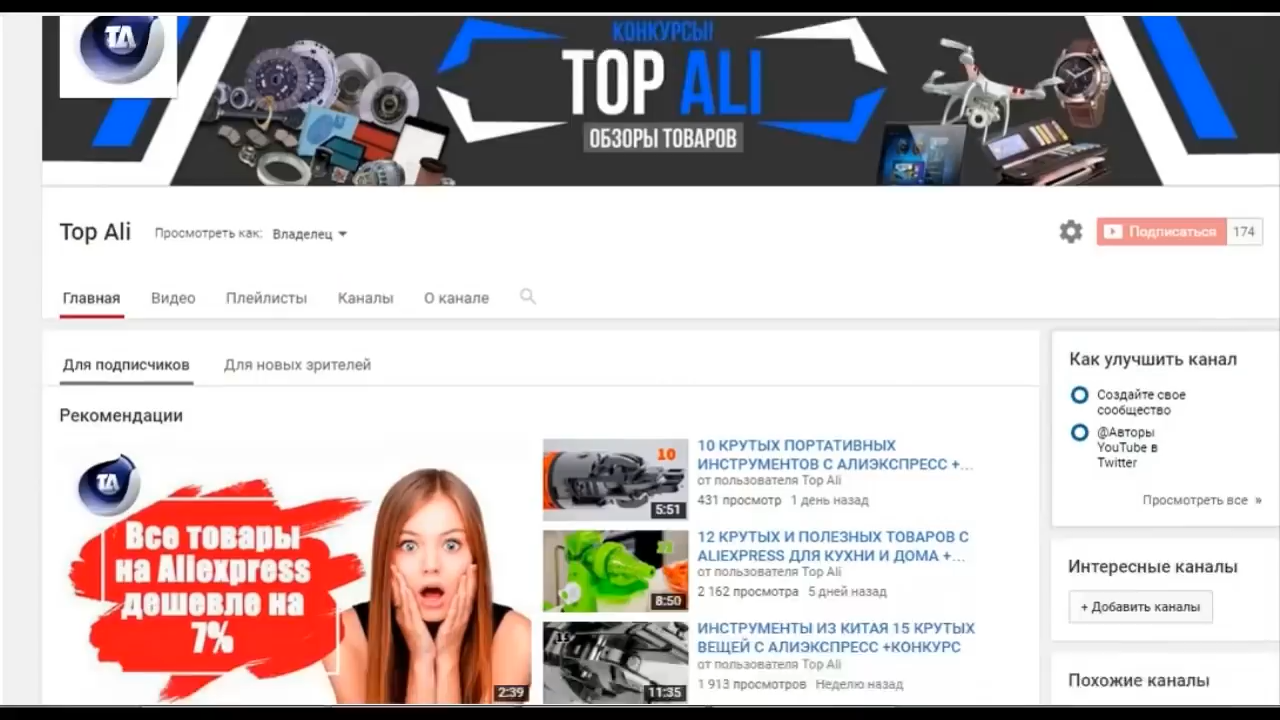 TA
КОНКУРСЫ!
TOP ALI
ОБЗОРЫ ТОВАРОВ
Top Ali
Просмотреть как: Владелец
Подписаться 174
Главная Видео Плейлисты Каналы О канале
Для подписчиков Для новых зрителей
Рекомендации
TA
Все товары
на Aliexpress
дешевле на
7%
2:39
10
5:51
10 КРУТЫХ ПОРТАТИВНЫХ
ИНСТРУМЕНТОВ С АЛИЭКСПРЕСС +...
от пользователя Top Ali
431 просмотр 1 день назад
8:50
12 КРУТЫХ И ПОЛЕЗНЫХ ТОВАРОВ С
ALIEXPRESS ДЛЯ КУХНИ И ДОМА +...
от пользователя Top Ali
2 162 просмотра 5 дней назад
15
11:35
ИНСТРУМЕНТЫ ИЗ КИТАЯ 15 КРУТЫХ
ВЕЩЕЙ С АЛИЭКСПРЕСС +КОНКУРС
от пользователя Top Ali
1 913 просмотров Неделю назад
Как улучшить канал
Создайте свое
сообщество
@Авторы
YouTube в
Twitter
Просмотреть все »
Интересные каналы
+ Добавить каналы
Похожие каналы